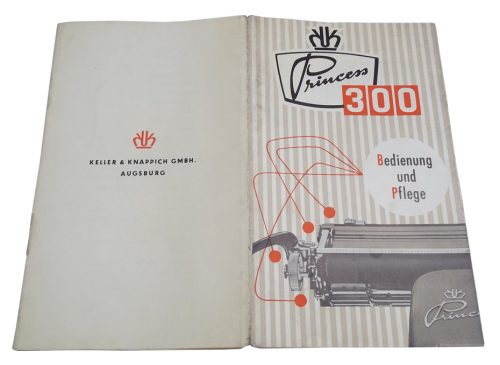 KELLER & KNAPPICH GMBH.
AUGSBURG
Princess
300
Bedienung
und
Pflege
Princess